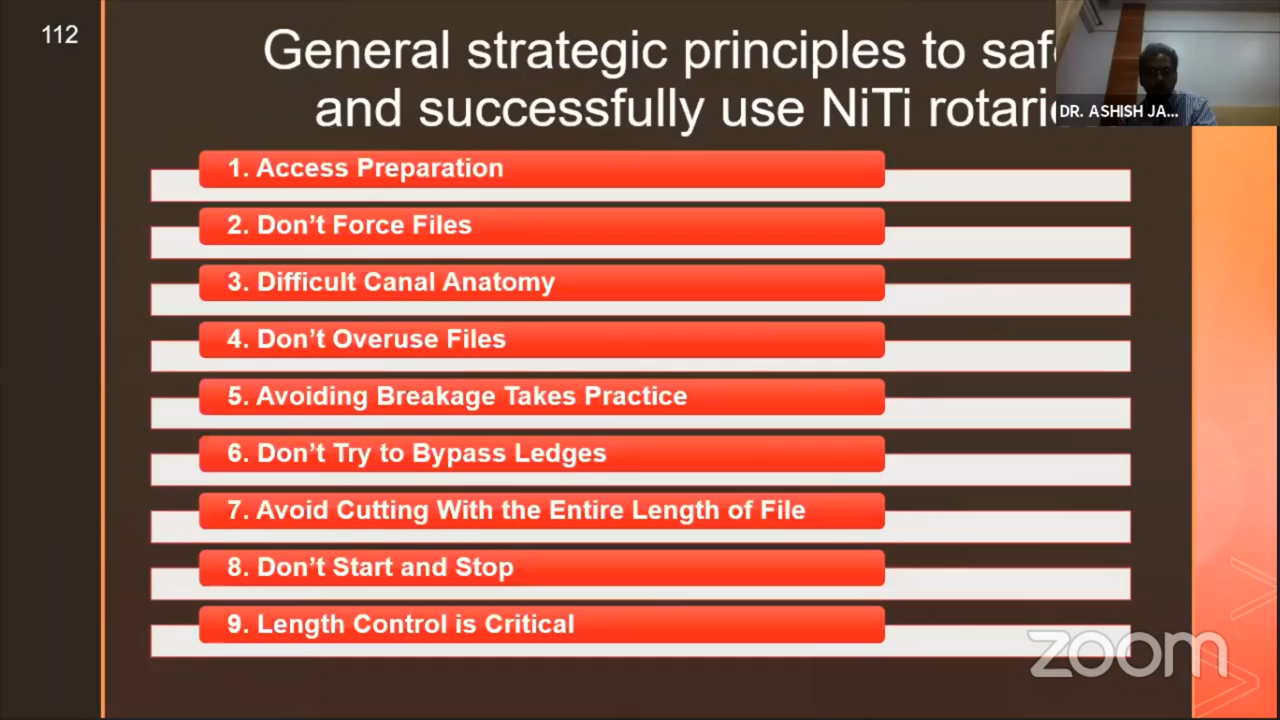 112
General strategic principles to saf
and successfully use NiTi rotari
DR. ASHISH JA...
1. Access Preparation
2. Don’t Force Files
3. Difficult Canal Anatomy
4. Don’t Overuse Files
5. Avoiding Breakage Takes Practice
6. Don’t Try to Bypass Ledges
7. Avoid Cutting With the Entire Length of File
8. Don’t Start and Stop
9. Length Control is Critical
zoom